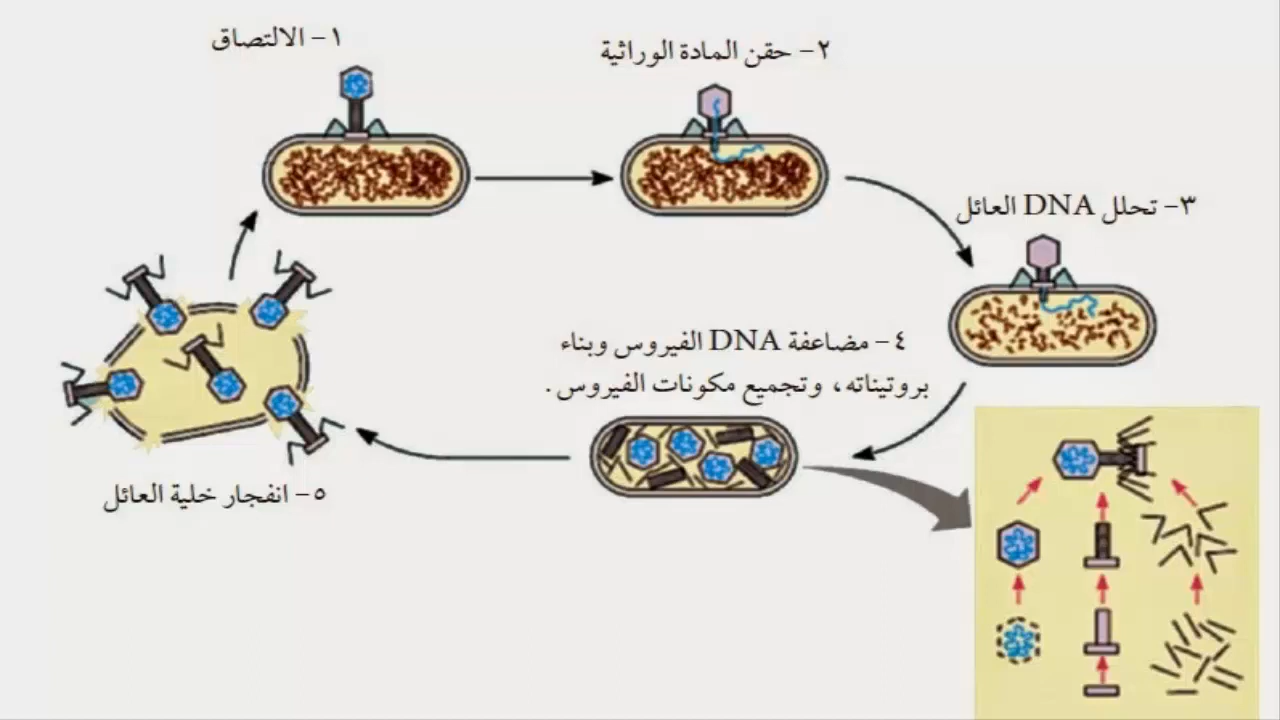 ١- الالتصاق
٢- حقن المادة الوراثية
٣- تحلل DNA العائل
٤- مضاعفة DNA الفيروس وبناء
بروتيناته، وتجميع مكونات الفيروس.
٥- انفجار خلية العائل